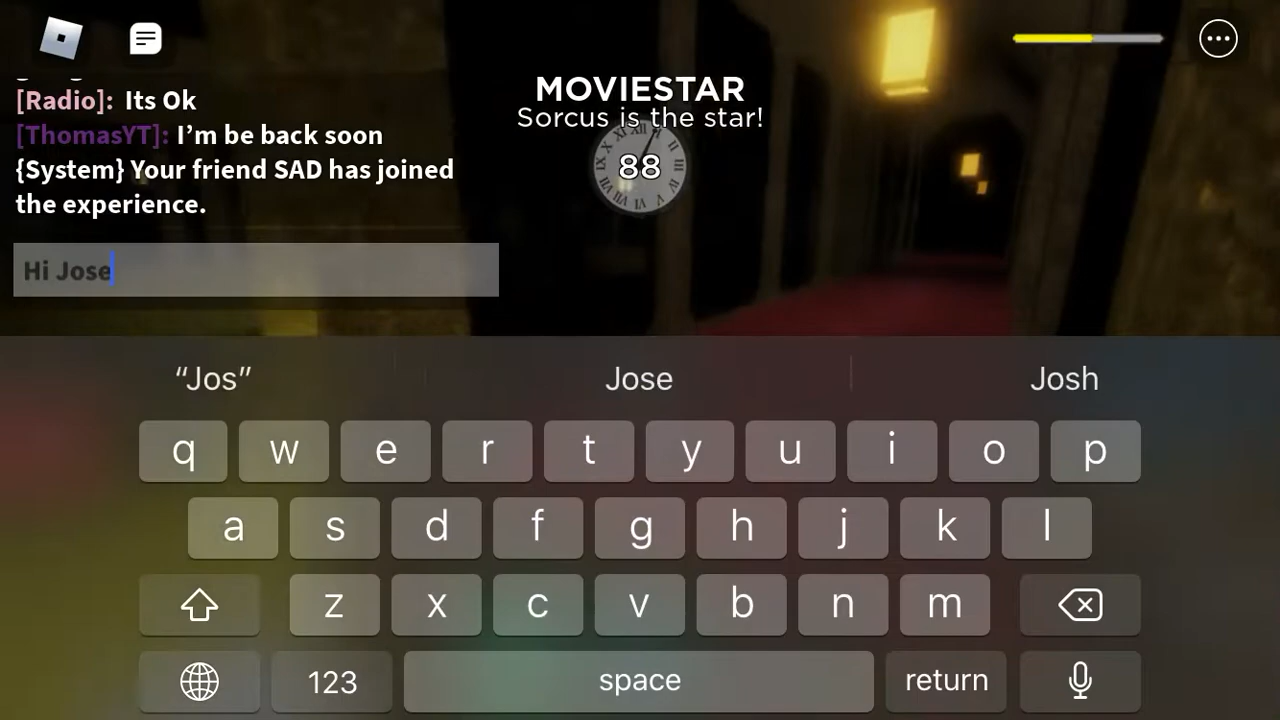 MOVIESTAR
Sorcus is the star!
88
[Radio]: Its Ok
[ThomasYT]: I’m be back soon
{System} Your friend SAD has joined
the experience.
Hi Jose
“Jos” Jose Josh
q w e r t y u i o p
a s d f g h j k l
z x c v b n m
123 space return